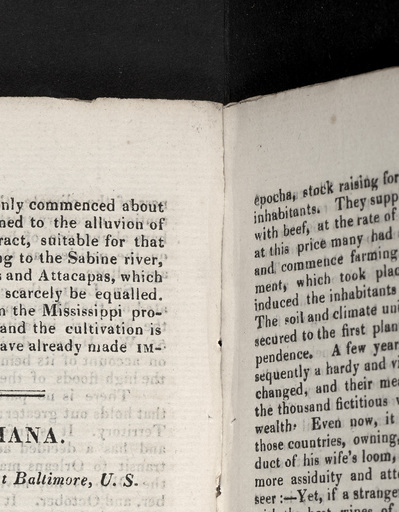 nly commenced about
ned to the alluvion of
ract, suitable for that
g to the Sabine river,
s and Attacapas, which
scarcely be equalled.
n the Mississippi pro-
and the cultivation is
ave already made IM-
IANA.
t Baltimore, U. S.
epochs, stock raising for
inhabitants. They supp
with beef, at the rate of
at this price many had
and commence farming
ment, which took plac
induced the inhabitants
The soil and climate un
secured to the first plan
pendence. A few year
sequently a hardy and vi
changed, and their me
the thousand fictitious w
wealth. Even now, it
those countries, owning,
duct of his wife's loom,
more assiduity and atte
seer :—Yet, if a strange